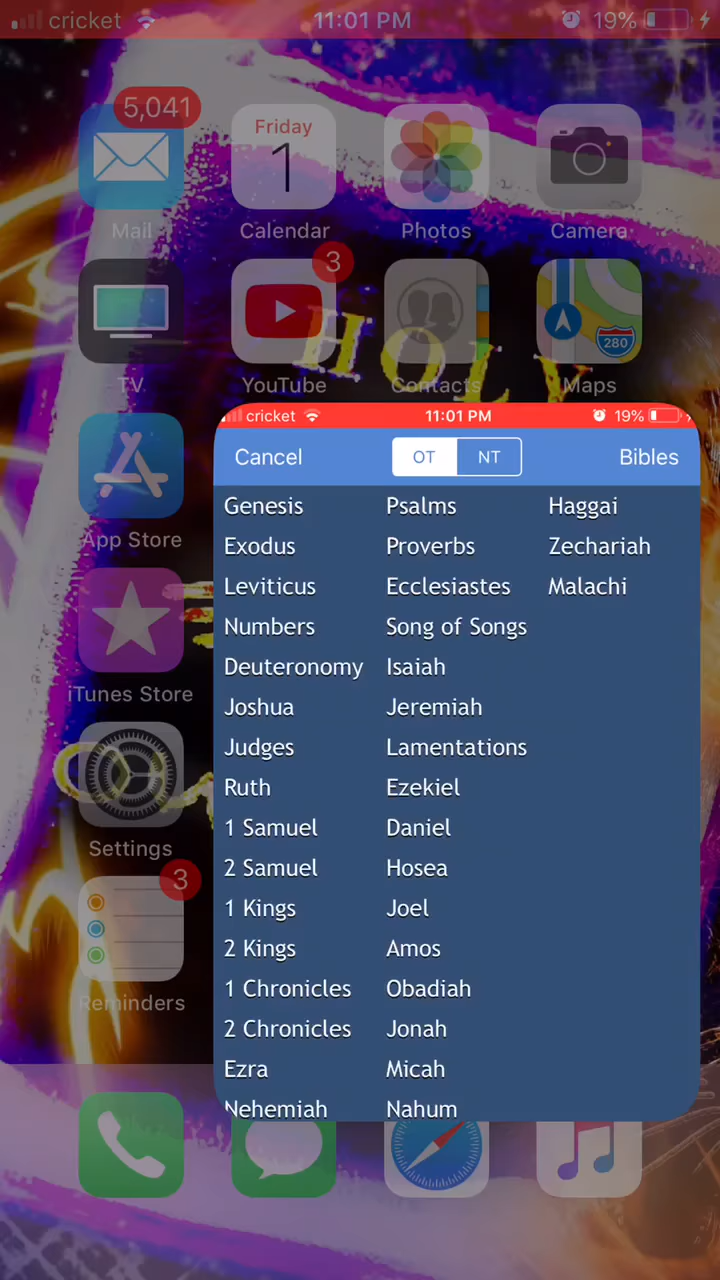 cricket 11:01 PM 19%
5,041
Friday
1
Mail Calendar Photos Camera
3
280
HOLY
TV YouTube Contacts Maps
cricket 11:01 PM 19%
Cancel OT NT Bibles
Genesis Psalms Haggai
Exodus Proverbs Zechariah
Leviticus Ecclesiastes Malachi
Numbers Song of Songs
Deuteronomy Isaiah
Joshua Jeremiah
Judges Lamentations
Ruth Ezekiel
1 Samuel Daniel
2 Samuel Hosea
1 Kings Joel
2 Kings Amos
1 Chronicles Obadiah
2 Chronicles Jonah
Ezra Micah
Nehemiah Nahum
App Store
iTunes Store
Settings
3
Reminders